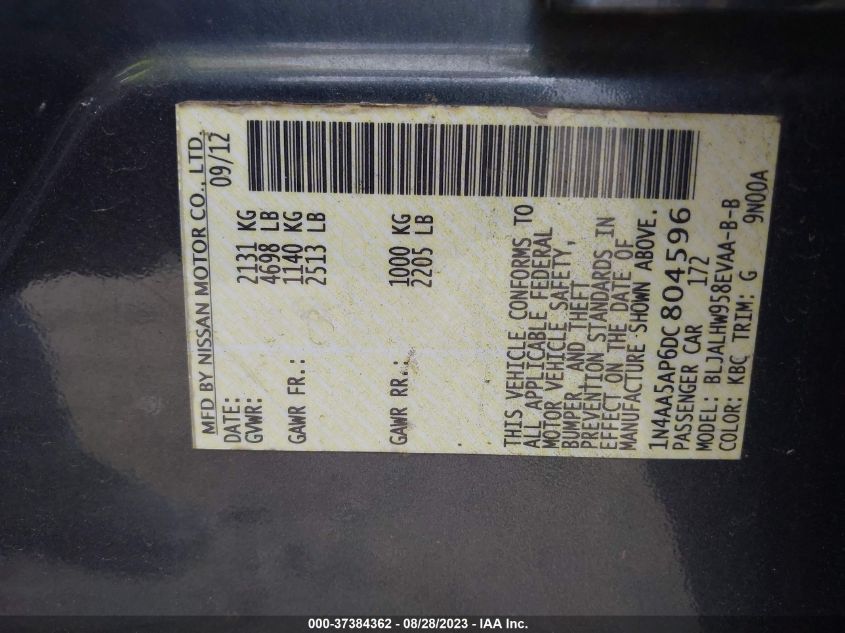 MFD BY NISSAN MOTOR CO., LTD.
DATE: 09/12
GVWR: 2131 KG
4698 LB
GAWR FR.: 1140 KG
2513 LB
GAWR RR.: 1000 KG
2205 LB
THIS VEHICLE CONFORMS TO
ALL APPLICABLE FEDERAL
MOTOR VEHICLE SAFETY,
BUMPER AND THEFT
PREVENTION STANDARDS IN
EFFECT ON THE DATE OF
MANUFACTURE SHOWN ABOVE.
1N4AA5AP6DC804596
PASSENGER CAR 172
MODEL: BLJALHW958EVAA-B-B
COLOR: KBC TRIM: G 9N00A
000-37384362 - 08/28/2023 - IAA Inc.